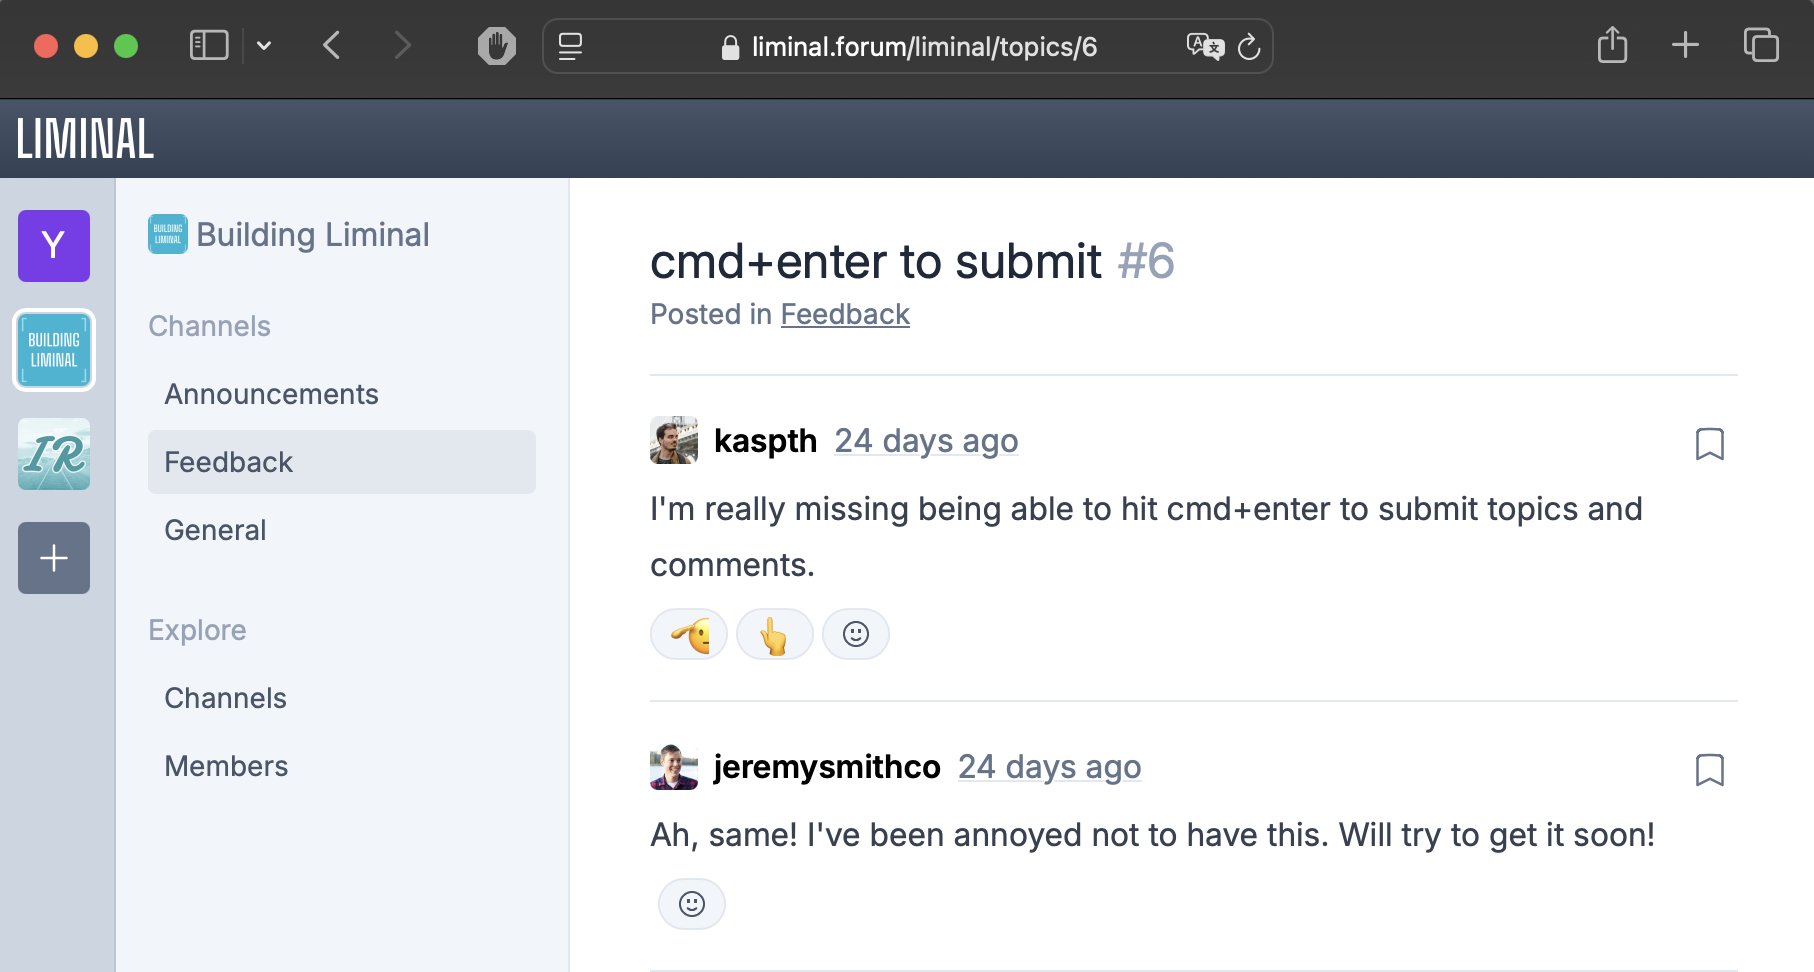 liminal.forum/liminal/topics/6
LIMINAL
Y
BUILDING
LIMINAL
IR
BUILDING
LIMINAL
Building Liminal
Channels
Announcements
Feedback
General
Explore
Channels
Members
cmd+enter to submit #6
Posted in Feedback
kaspth 24 days ago
I'm really missing being able to hit cmd+enter to submit topics and
comments.
jeremysmithco 24 days ago
Ah, same! I've been annoyed not to have this. Will try to get it soon!